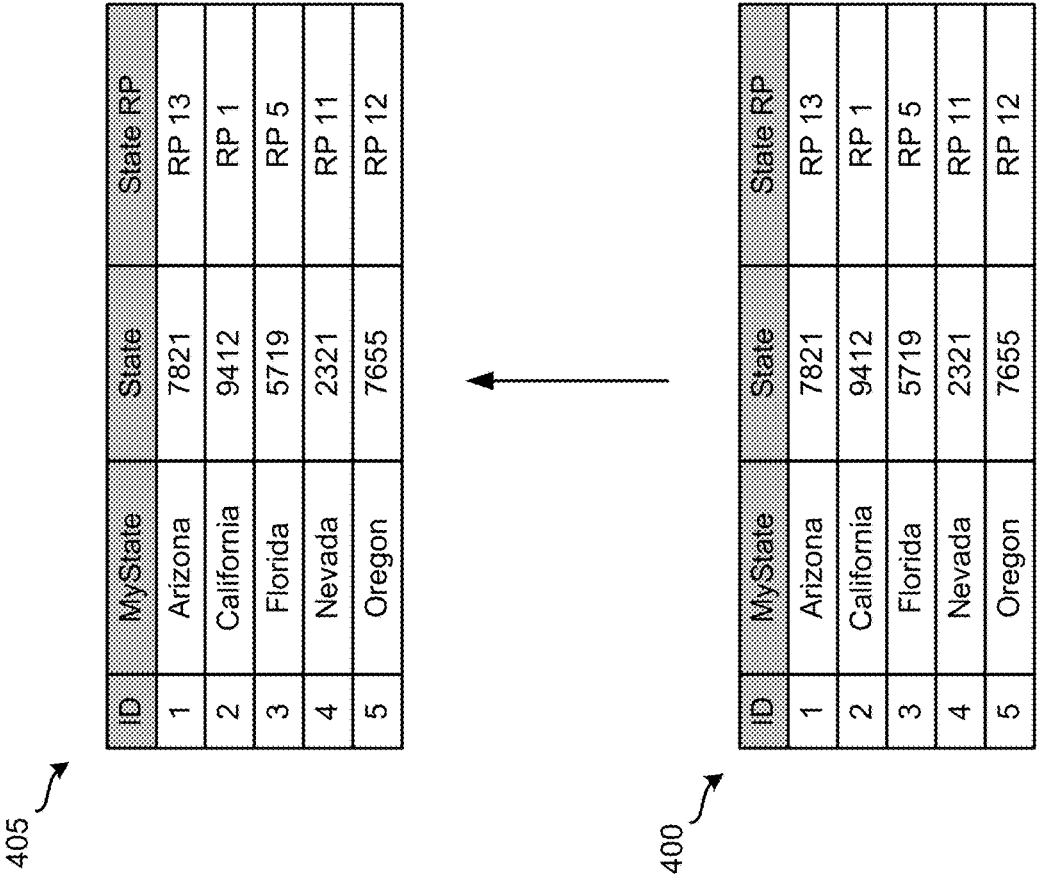 405
ID MyState State State RP
1 Arizona 7821 RP 13
2 California 9412 RP 1
3 Florida 5719 RP 5
4 Nevada 2321 RP 11
5 Oregon 7655 RP 12
400
ID MyState State State RP
1 Arizona 7821 RP 13
2 California 9412 RP 1
3 Florida 5719 RP 5
4 Nevada 2321 RP 11
5 Oregon 7655 RP 12